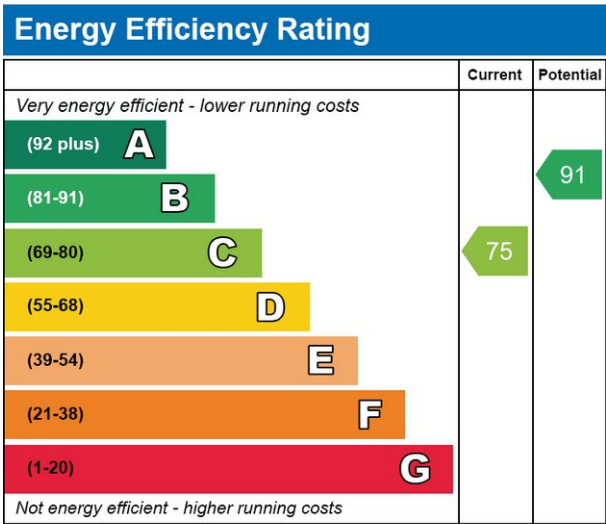 Energy Efficiency Rating
Current Potential
Very energy efficient - lower running costs
(92 plus) A
(81-91) B
91
(69-80) C
75
(55-68) D
(39-54) E
(21-38) F
(1-20) G
Not energy efficient - higher running costs